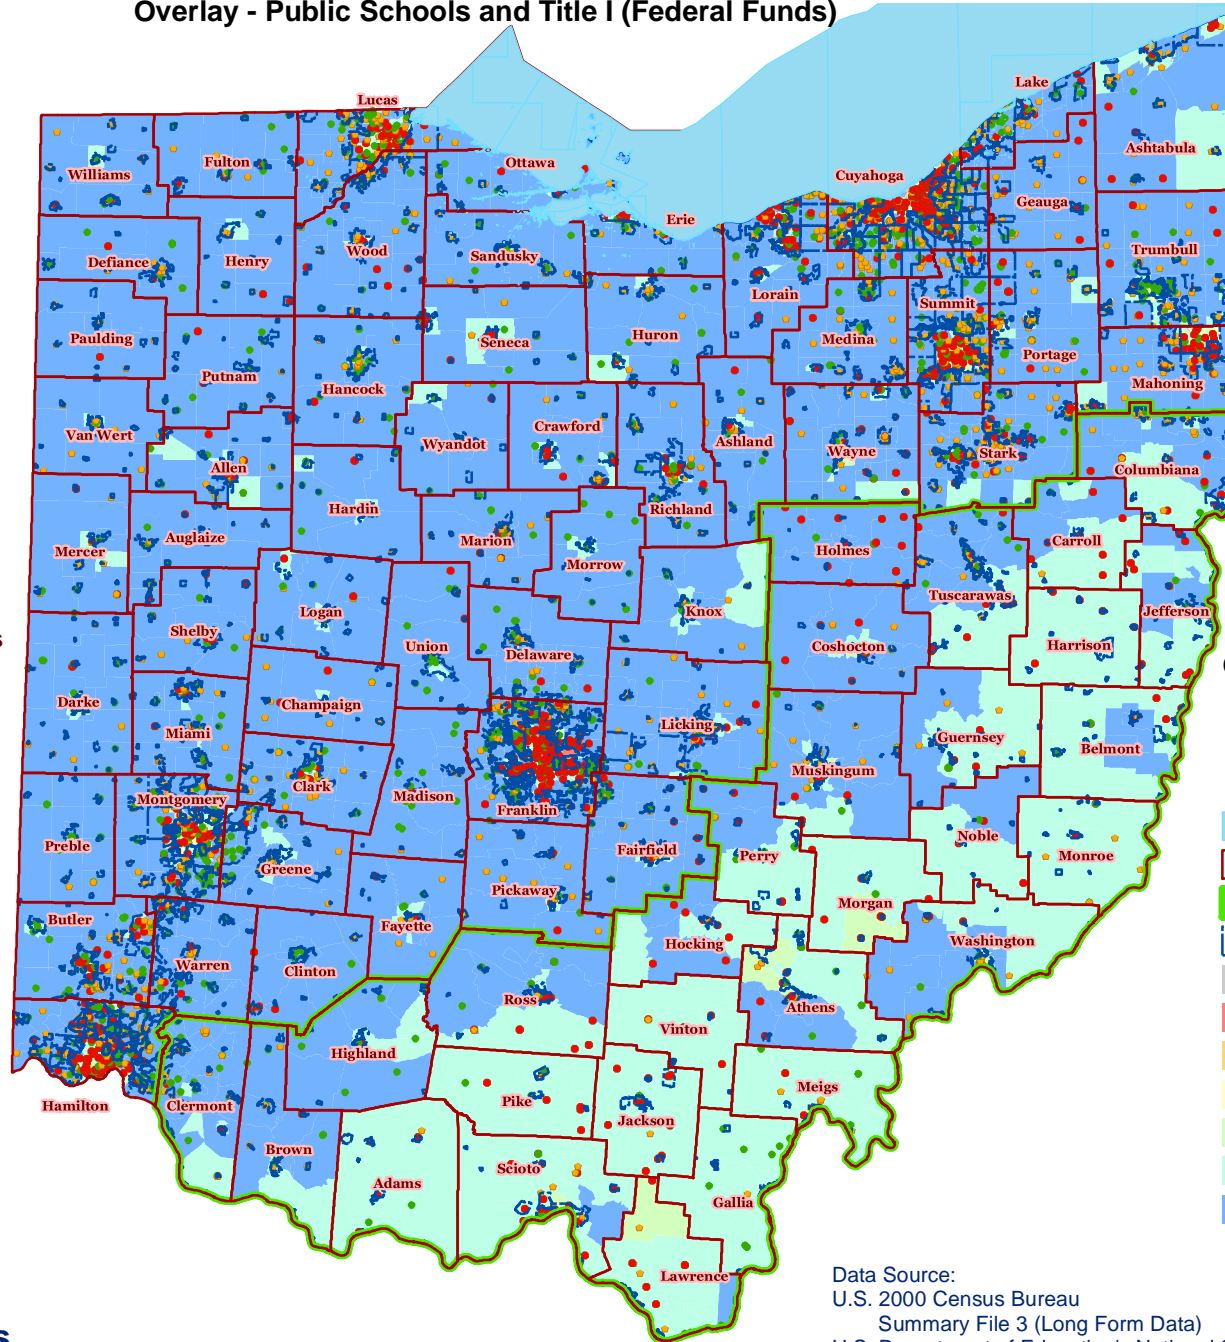 Overlay - Public Schools and Title I (Federal Funds)
Lucas
Lake
Williams
Fulton
Ottawa
Cuyahoga
Ashtabula
Geauga
Erie
Defiance
Henry
Wood
Sandusky
Trumbull
Lorain
Summit
Paulding
Seneca
Huron
Medina
Portage
Putnam
Hancock
Mahoning
Van Wert
Wyandot
Crawford
Ashland
Wayne
Stark
Allen
Columbiana
Hardin
Richland
Mercer
Auglaize
Marion
Morrow
Holmes
Carroll
Logan
Knox
Tuscarawas
Jefferson
Shelby
Union
Delaware
Coshocton
Harrison
Darke
Champaign
Miami
Licking
Guernsey
Belmont
Clark
Madison
Muskingum
Montgomery
Franklin
Preble
Greene
Fairfield
Perry
Noble
Monroe
Pickaway
Morgan
Butler
Fayette
Hocking
Washington
Warren
Clinton
Ross
Athens
Vinton
Highland
Hamilton
Clermont
Pike
Jackson
Meigs
Brown
Adams
Scioto
Gallia
Lawrence
Data Source:
U.S. 2000 Census Bureau
Summary File 3 (Long Form Data)